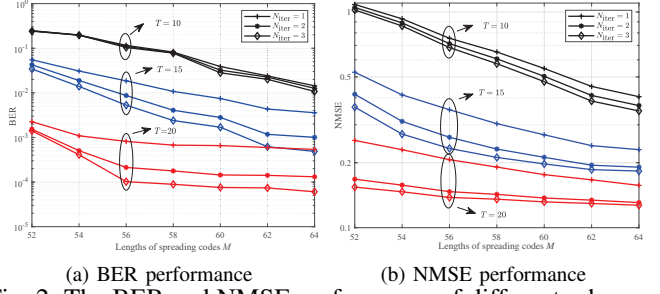 10^0
10^-1
10^-2
10^-3
10^-4
10^-5
BER
52 54 56 58 60 62 64
Lengths of spreading codes M
T = 10
T = 15
T=20
N_iter = 1
N_iter = 2
N_iter = 3
(a) BER performance
1
0.5
0.2
0.1
NMSE
52 54 56 58 60 62 64
Lengths of spreading codes M
T = 10
T = 15
T = 20
N_iter = 1
N_iter = 2
N_iter = 3
(b) NMSE performance